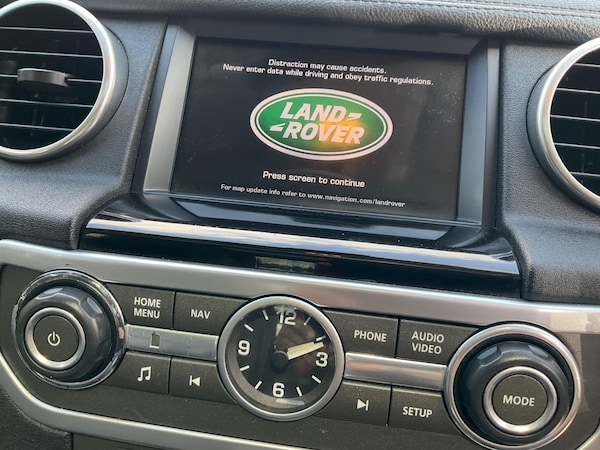 Distraction may cause accidents.
Never enter data while driving and obey traffic regulations.
LAND-
-ROVER
Press screen to continue
For map update info refer to www.navigation.com/landrover
HOME
MENU
NAV
12
3
6
9
PHONE
AUDIO
VIDEO
SETUP
MODE